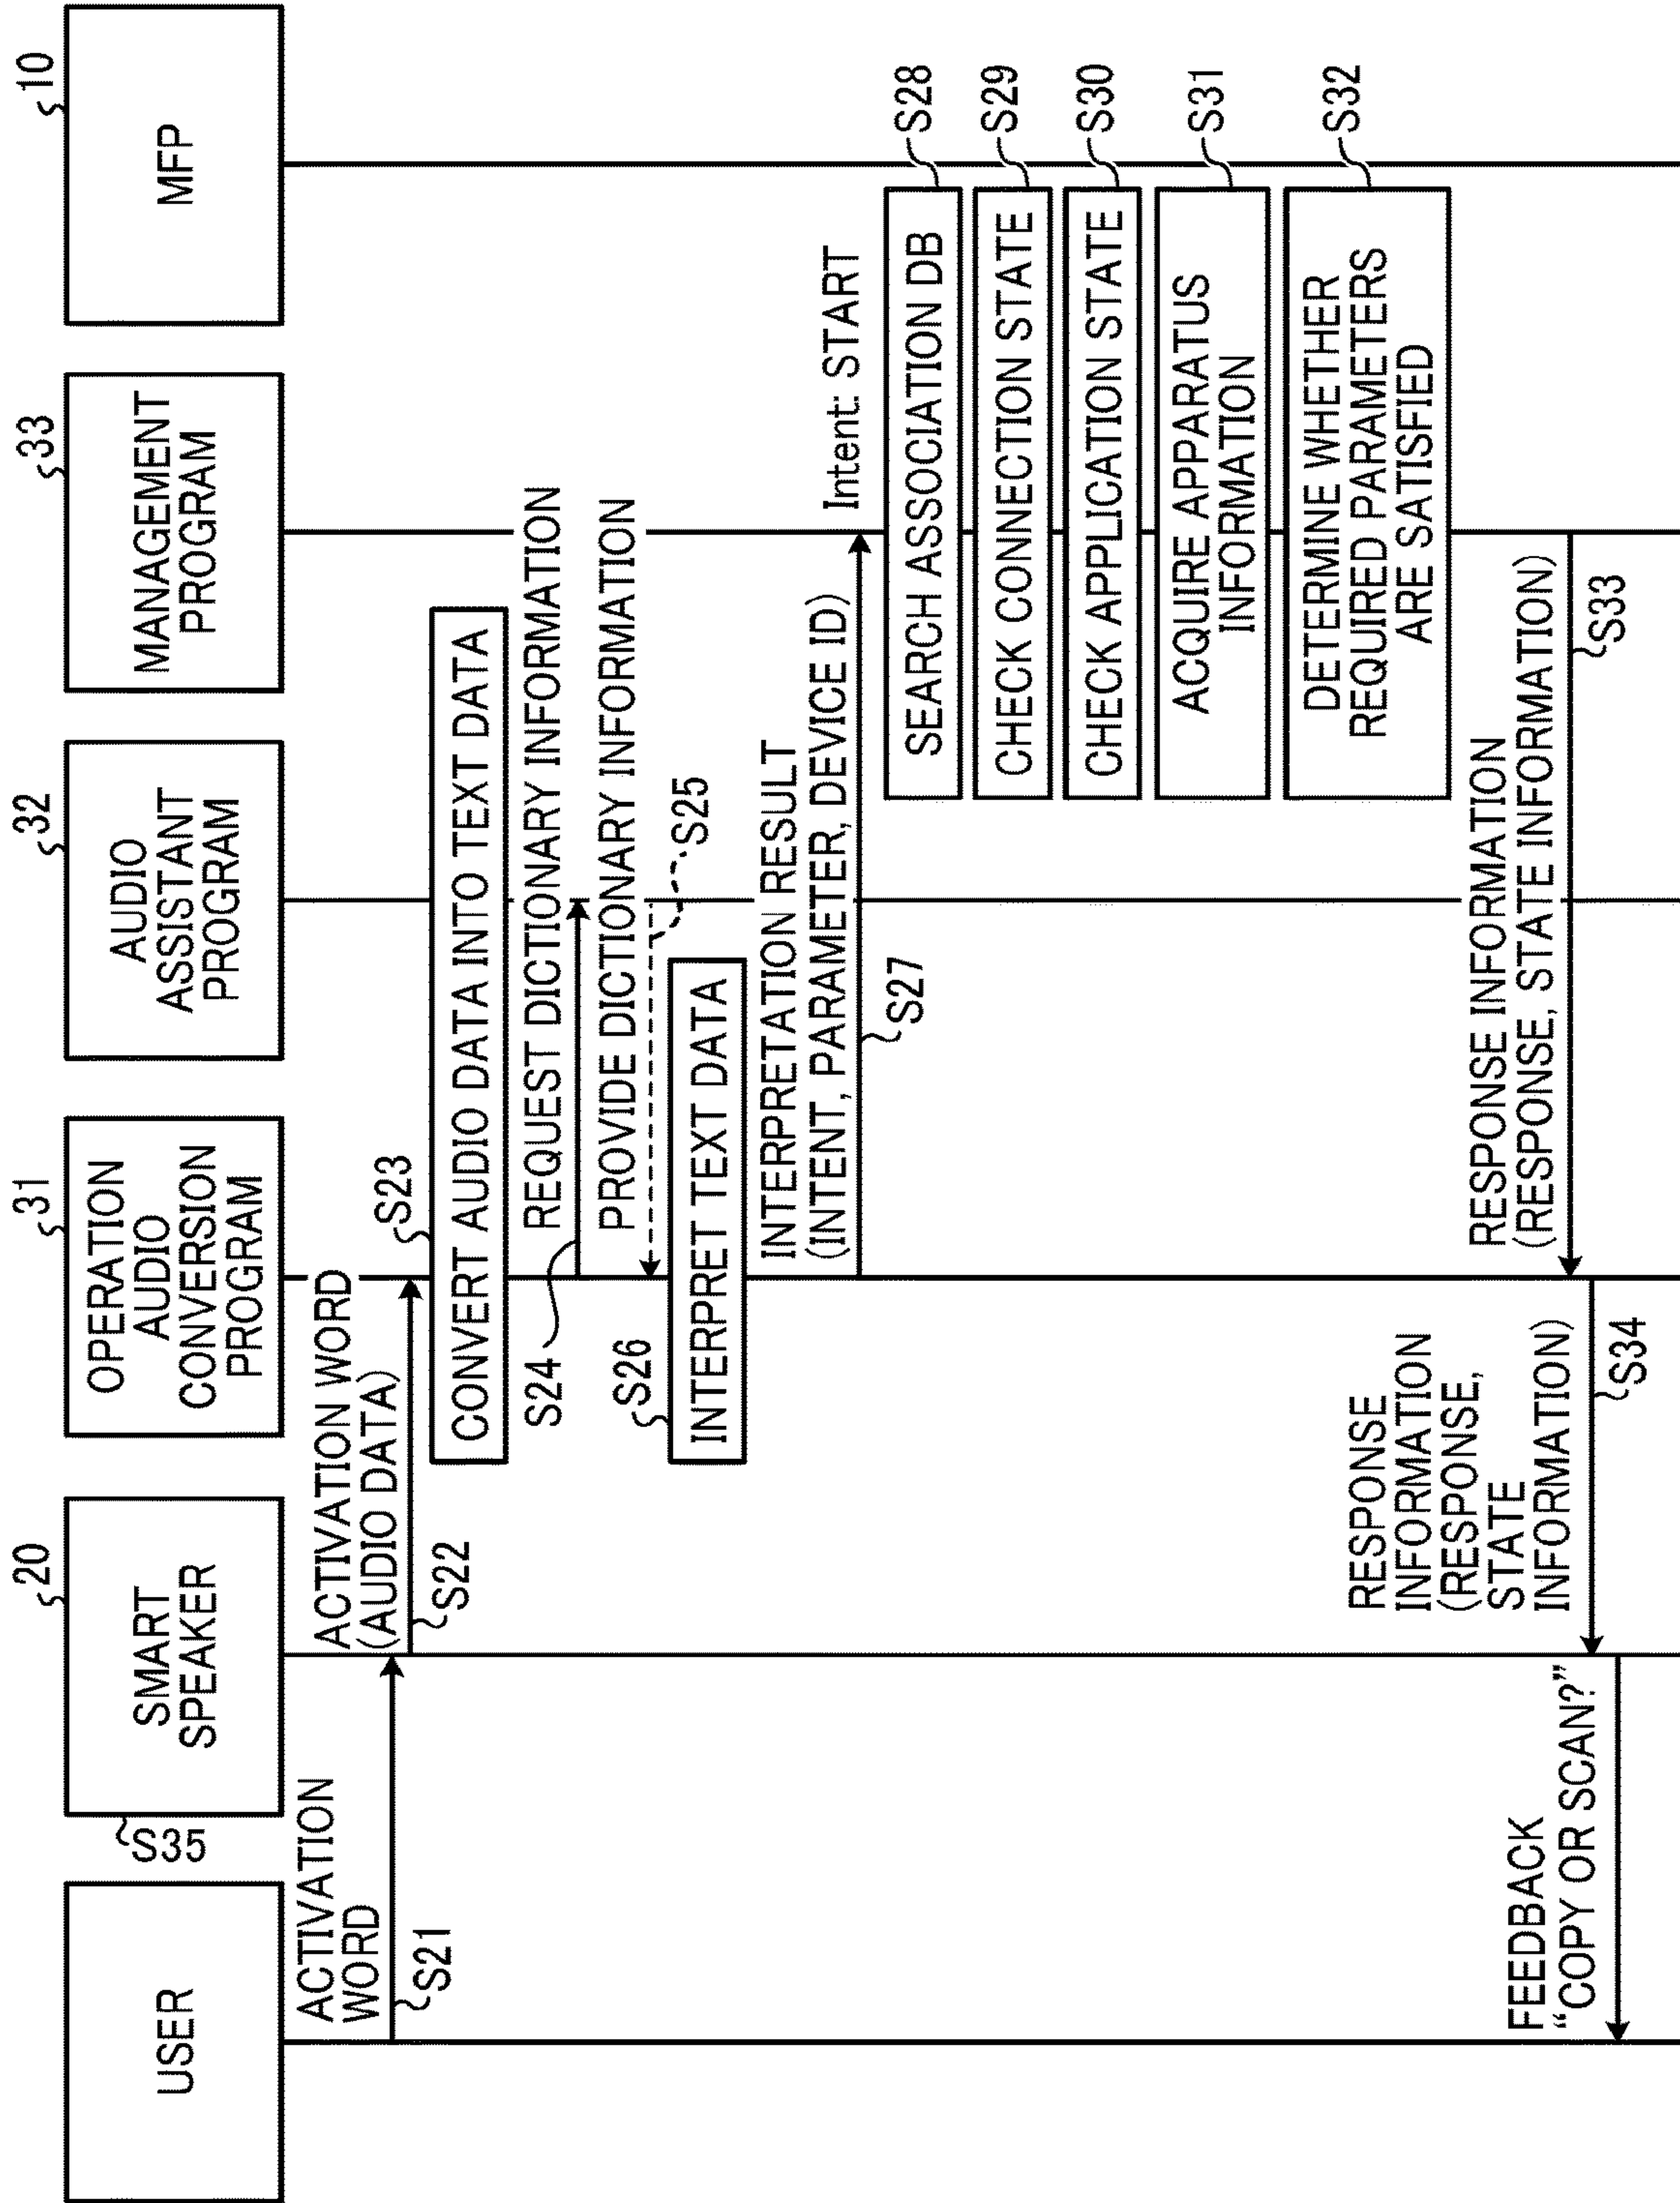 USER
SMART
SPEAKER
20
S35
OPERATION
AUDIO
CONVERSION
PROGRAM
31
AUDIO
ASSISTANT
PROGRAM
32
MANAGEMENT
PROGRAM
33
MFP
10
ACTIVATION
WORD
S21
ACTIVATION WORD
(AUDIO DATA)
S22
S23
CONVERT AUDIO DATA INTO TEXT DATA
REQUEST DICTIONARY INFORMATION
S24
PROVIDE DICTIONARY INFORMATION
S25
S26
INTERPRET TEXT DATA
INTERPRETATION RESULT
(INTENT, PARAMETER, DEVICE ID)
S27
Intent: START
SEARCH ASSOCIATION DB
S28
CHECK CONNECTION STATE
S29
CHECK APPLICATION STATE
S30
ACQUIRE APPARATUS
INFORMATION
S31
DETERMINE WHETHER
REQUIRED PARAMETERS
ARE SATISFIED
S32
RESPONSE INFORMATION
(RESPONSE, STATE INFORMATION)
S33
RESPONSE
INFORMATION
(RESPONSE,
STATE
INFORMATION)
S34
FEEDBACK
“COPY OR SCAN?”